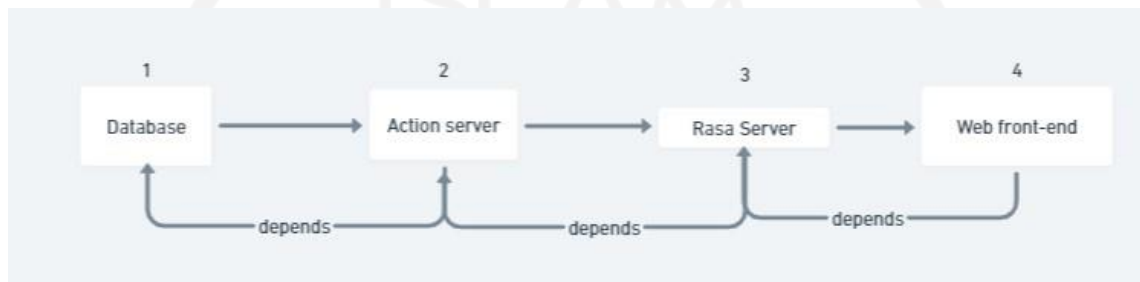 1
2
3
4
Database
Action server
Rasa Server
Web front-end
depends
depends
depends